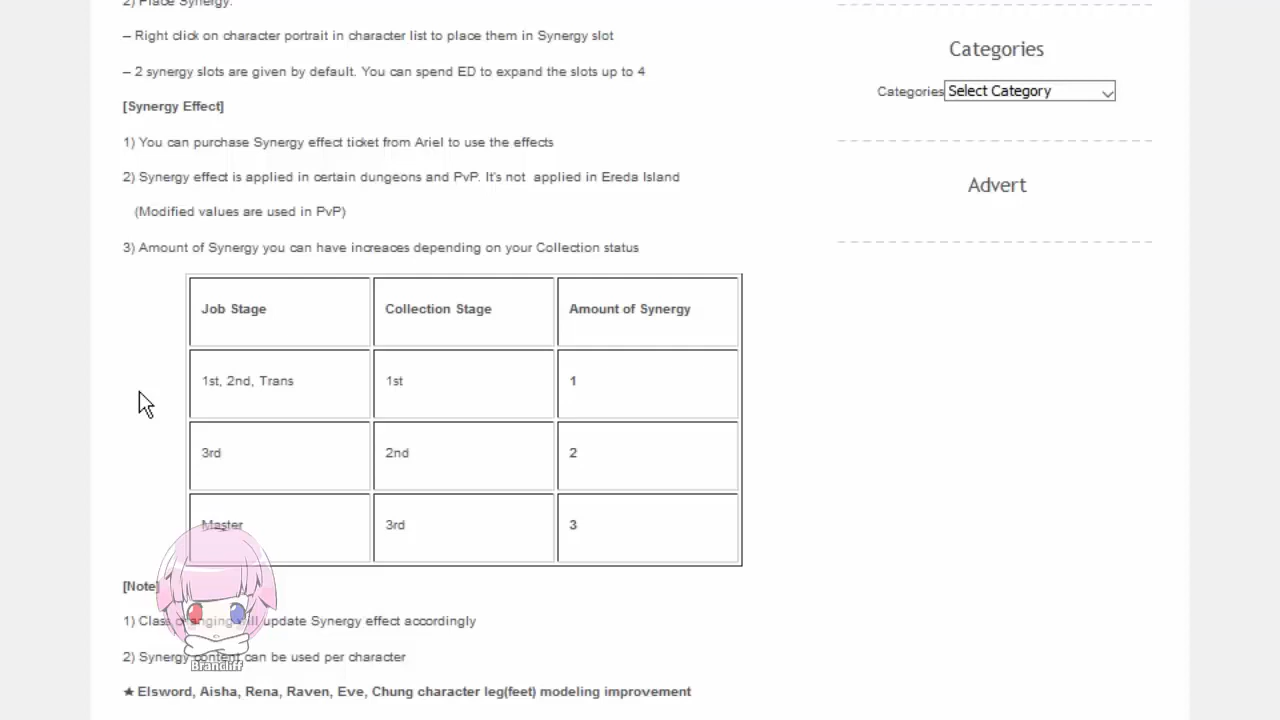 2) Place Synergy.
– Right click on character portrait in character list to place them in Synergy slot
– 2 synergy slots are given by default. You can spend ED to expand the slots up to 4
[Synergy Effect]
1) You can purchase Synergy effect ticket from Ariel to use the effects
2) Synergy effect is applied in certain dungeons and PvP. It's not applied in Ereda Island
(Modified values are used in PvP)
3) Amount of Synergy you can have increaces depending on your Collection status
Job Stage Collection Stage Amount of Synergy
1st, 2nd, Trans 1st 1
3rd 2nd 2
Master 3rd 3
[Note]
1) Class changing will update Synergy effect accordingly
2) Synergy content can be used per character
★ Elsword, Aisha, Rena, Raven, Eve, Chung character leg(feet) modeling improvement
Categories
Categories Select Category
Advert
Brancliff